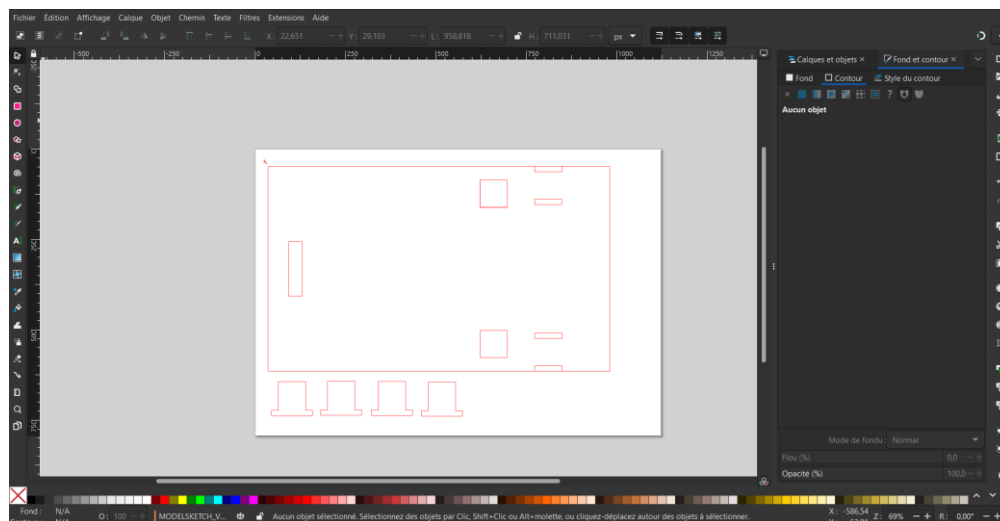 Fichier Édition Affichage Calque Objet Chemin Texte Filtres Extensions Aide
X: 22,651 Y: 29,103 L: 958,818 H: 711,031 px
-500 -250 0 250 500 750 1000 1250
Calques et objets × Fond et contour ×
Fond Contour Style du contour
Aucun objet
0
250
500
750
Mode de fondu : Normal
Flou (%) 0,0
Opacité (%) 100,0
Fond : N/A
O: 100 MODELSKETCH_V... Aucun objet sélectionné. Sélectionnez des objets par Clic, Shift+Clic ou Alt+molette, ou cliquez-déplacez autour des objets à sélectionner. X: -586,54 Z: 69% R: 0,00°